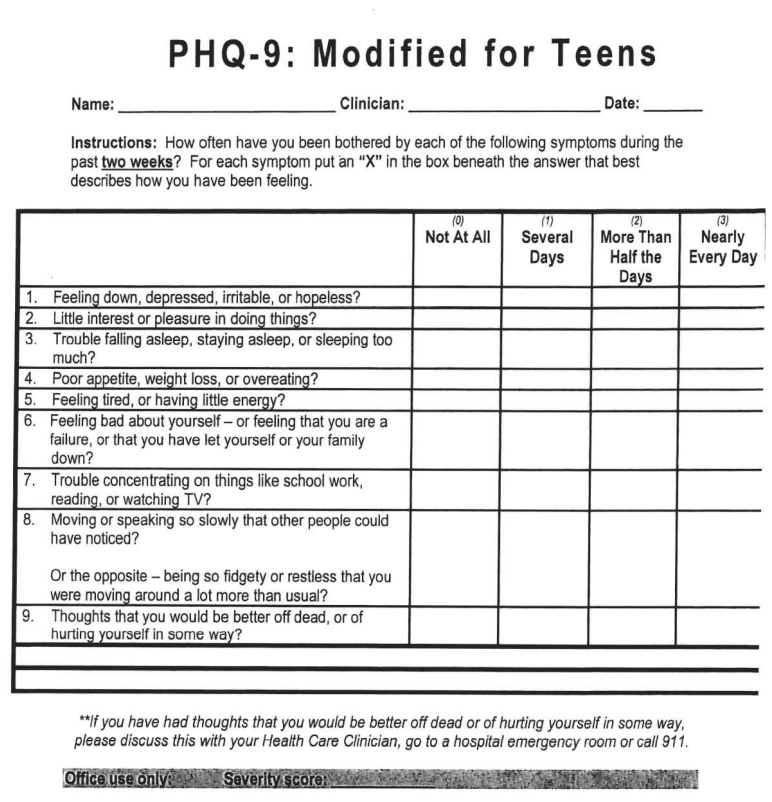 PHQ-9: Modified for Teens
Name: ____________ Clinician: ____________ Date: ______
Instructions: How often have you been bothered by each of the following symptoms during the
past two weeks? For each symptom put an “X” in the box beneath the answer that best
describes how you have been feeling.
(0) (1) (2) (3)
Not At All Several More Than Nearly
Days Half the Every Day
Days
1. Feeling down, depressed, irritable, or hopeless?
2. Little interest or pleasure in doing things?
3. Trouble falling asleep, staying asleep, or sleeping too
much?
4. Poor appetite, weight loss, or overeating?
5. Feeling tired, or having little energy?
6. Feeling bad about yourself – or feeling that you are a
failure, or that you have let yourself or your family
down?
7. Trouble concentrating on things like school work,
reading, or watching TV?
8. Moving or speaking so slowly that other people could
have noticed?
Or the opposite – being so fidgety or restless that you
were moving around a lot more than usual?
9. Thoughts that you would be better off dead, or of
hurting yourself in some way?
**If you have had thoughts that you would be better off dead or of hurting yourself in some way,
please discuss this with your Health Care Clinician, go to a hospital emergency room or call 911.
Office use only: Severity score: ____________